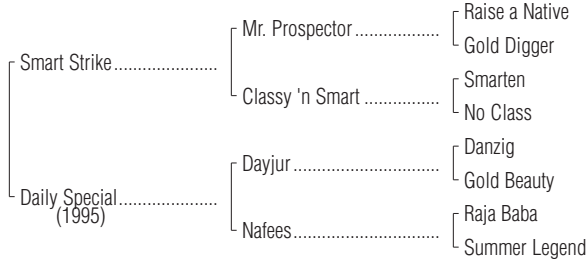 Raise a Native
Mr. Prospector ..................
Gold Digger
Smart Strike ......................
Smarten
Classy 'n Smart ................
No Class
Danzig
Dayjur ...............................
Gold Beauty
Daily Special .....................
(1995)
Raja Baba
Nafees ...............................
Summer Legend